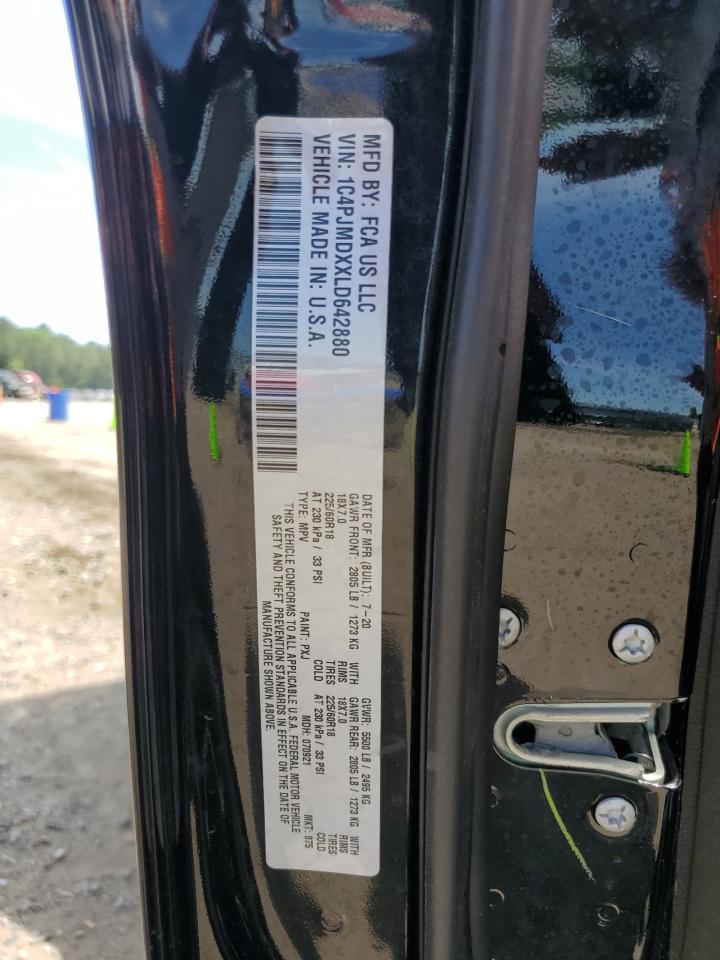 MFD BY: FCA US LLC
VIN: 1C4PJMDXXLD642880
VEHICLE MADE IN: U.S.A.
DATE OF MFR (BUILT): 7-20 GVWR: 5500 LB / 2495 KG
GAWR FRONT: 2805 LB / 1273 KG WITH GAWR REAR: 2805 LB / 1273 KG WITH
18X7.0 RIMS 18X7.0 RIMS
225/60R18 TIRES 225/60R18 TIRES
AT 230 kPa / 33 PSI COLD AT 230 kPa / 33 PSI COLD
TYPE: MPV PAINT: PXJ MDH: 070921 MKT: 875
THIS VEHICLE CONFORMS TO ALL APPLICABLE U.S.A. FEDERAL MOTOR VEHICLE
SAFETY AND THEFT PREVENTION STANDARDS IN EFFECT ON THE DATE OF
MANUFACTURE SHOWN ABOVE.